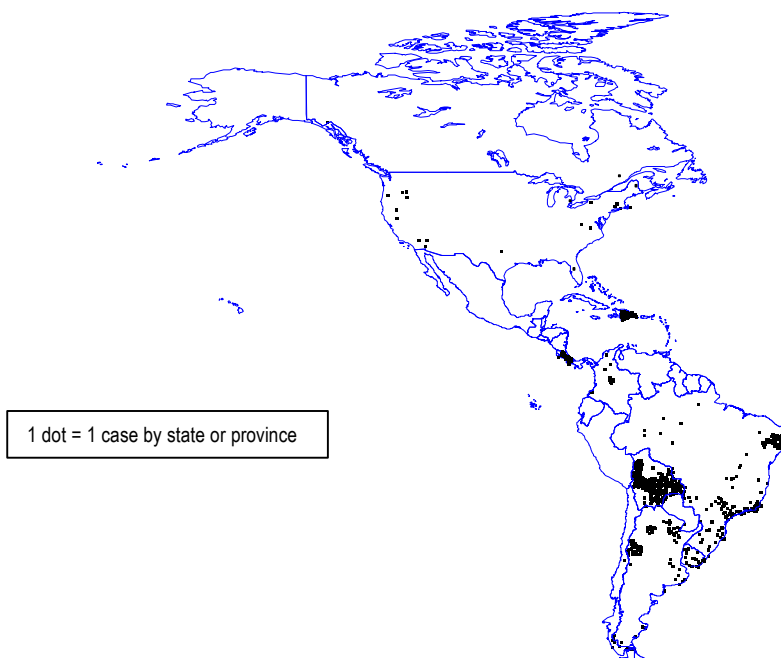 1 dot = 1 case by state or province